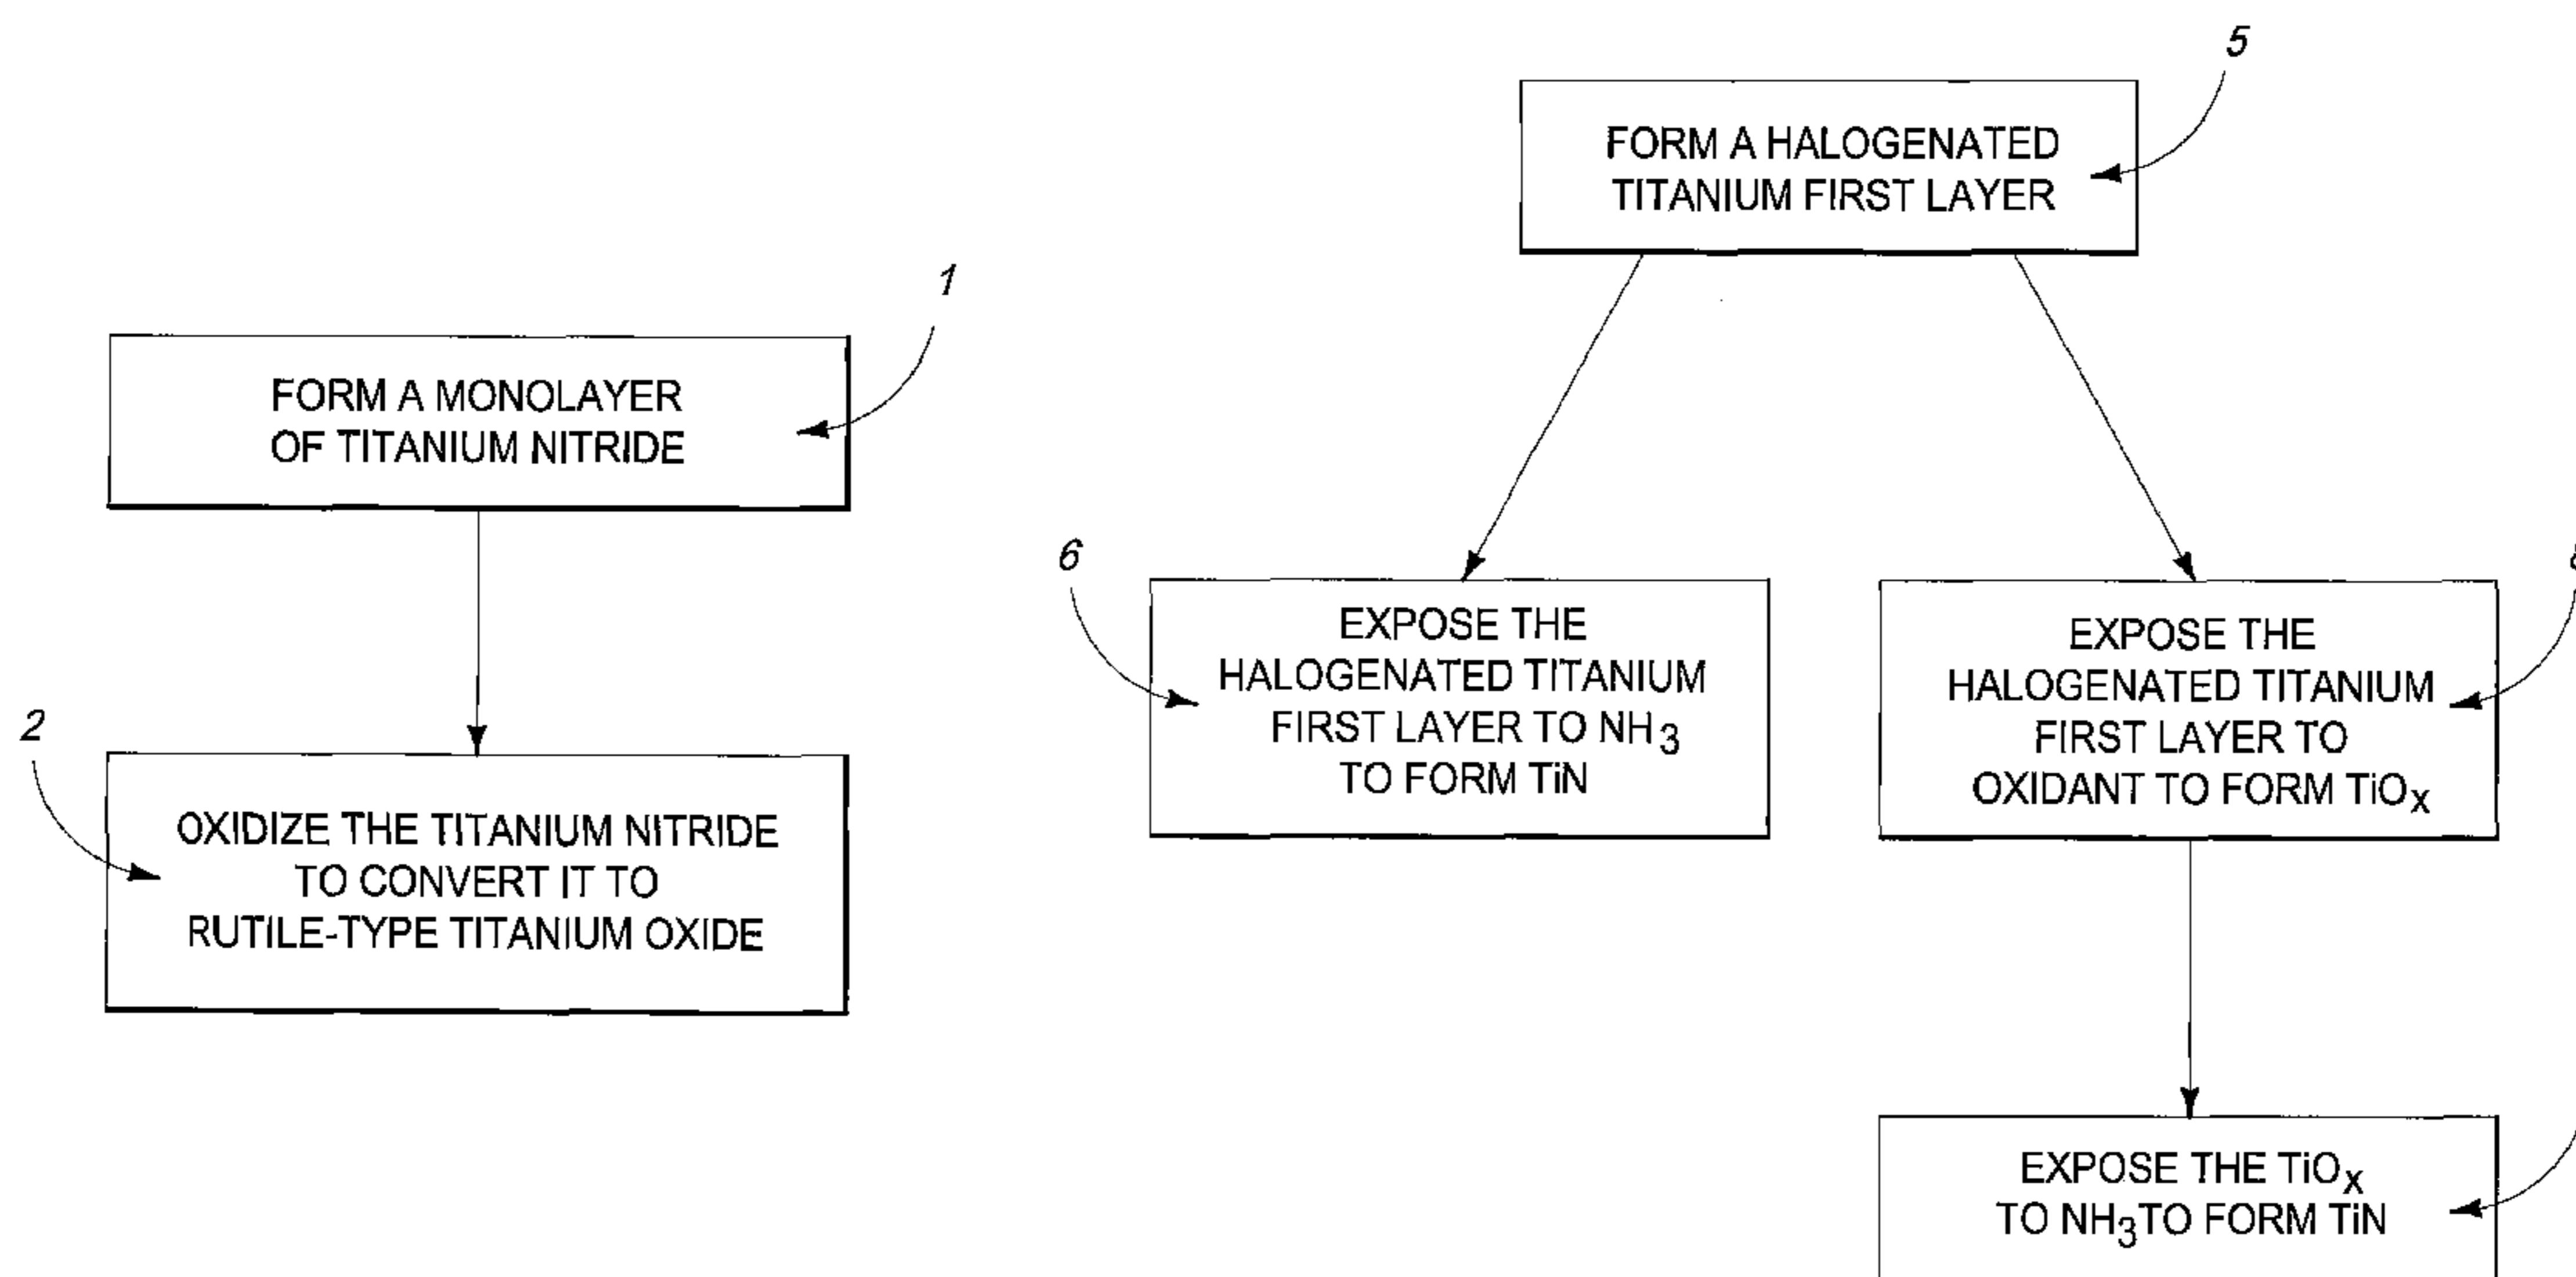 1
FORM A MONOLAYER
OF TITANIUM NITRIDE
2
OXIDIZE THE TITANIUM NITRIDE
TO CONVERT IT TO
RUTILE-TYPE TITANIUM OXIDE
5
FORM A HALOGENATED
TITANIUM FIRST LAYER
6
EXPOSE THE
HALOGENATED TITANIUM
FIRST LAYER TO NH3
TO FORM TiN
EXPOSE THE
HALOGENATED TITANIUM
FIRST LAYER TO
OXIDANT TO FORM TiOX
EXPOSE THE TiOX
TO NH3TO FORM TiN